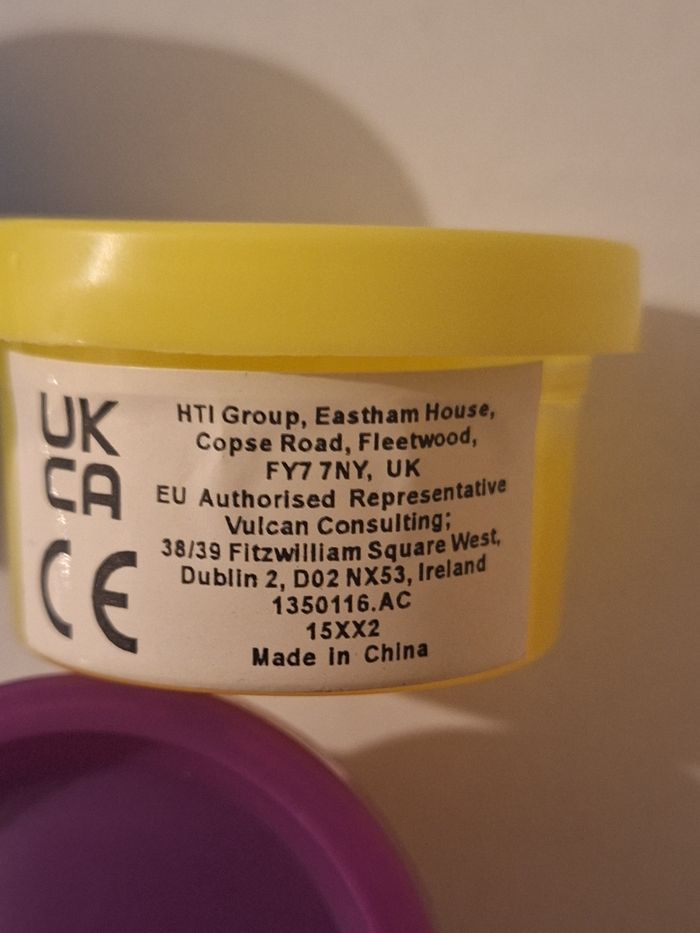 UK
CA
CE
HTI Group, Eastham House,
Copse Road, Fleetwood,
FY7 7NY, UK
EU Authorised Representative
Vulcan Consulting;
38/39 Fitzwilliam Square West,
Dublin 2, D02 NX53, Ireland
1350116.AC
15XX2
Made in China